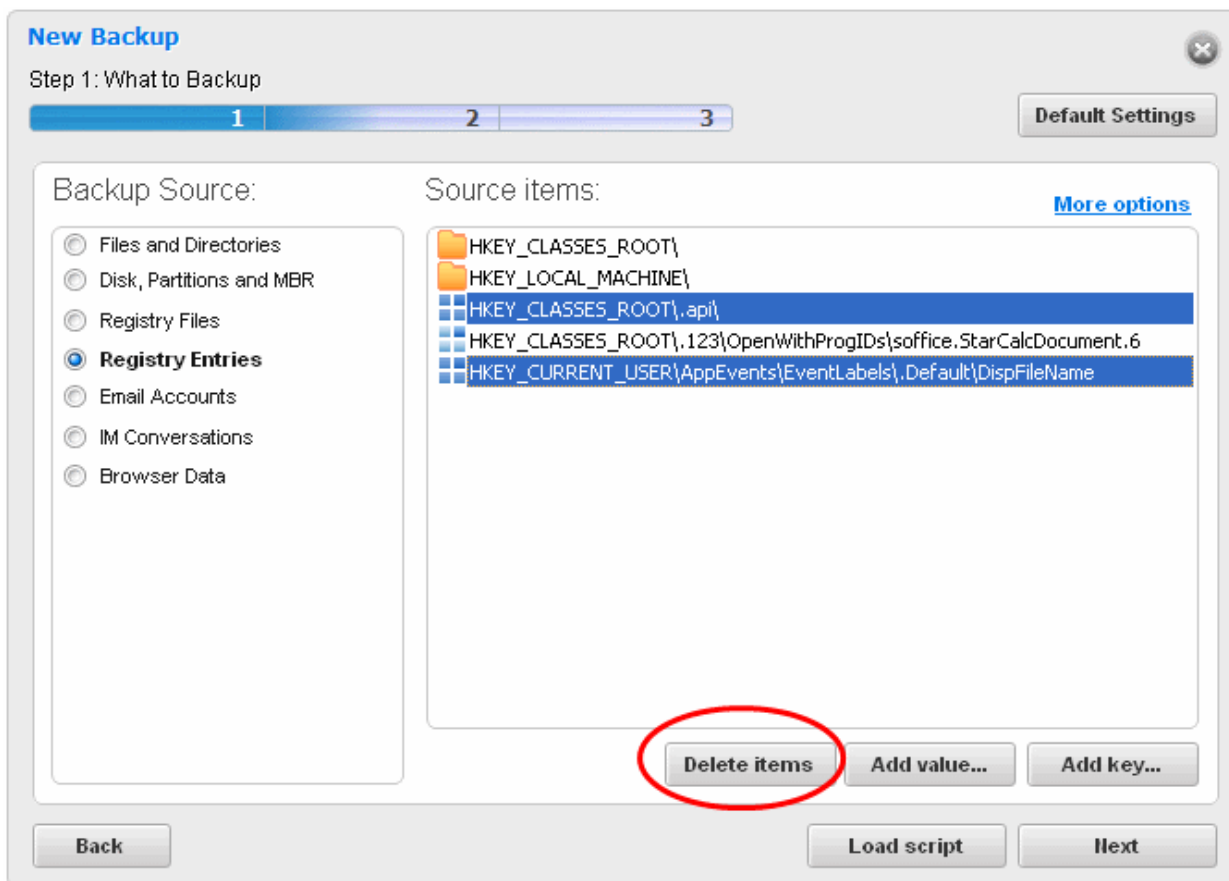 New Backup
Step 1: What to Backup
1 2 3
Default Settings
Backup Source:
Files and Directories
Disk, Partitions and MBR
Registry Files
Registry Entries
Email Accounts
IM Conversations
Browser Data
Source items:
More options
HKEY_CLASSES_ROOT\
HKEY_LOCAL_MACHINE\
HKEY_CLASSES_ROOT\.api\
HKEY_CLASSES_ROOT\.123\OpenWithProgIDs\soffice.StarCalcDocument.6
HKEY_CURRENT_USER\AppEvents\EventLabels\.Default\DispFileName
Delete items
Add value...
Add key...
Back
Load script
Next